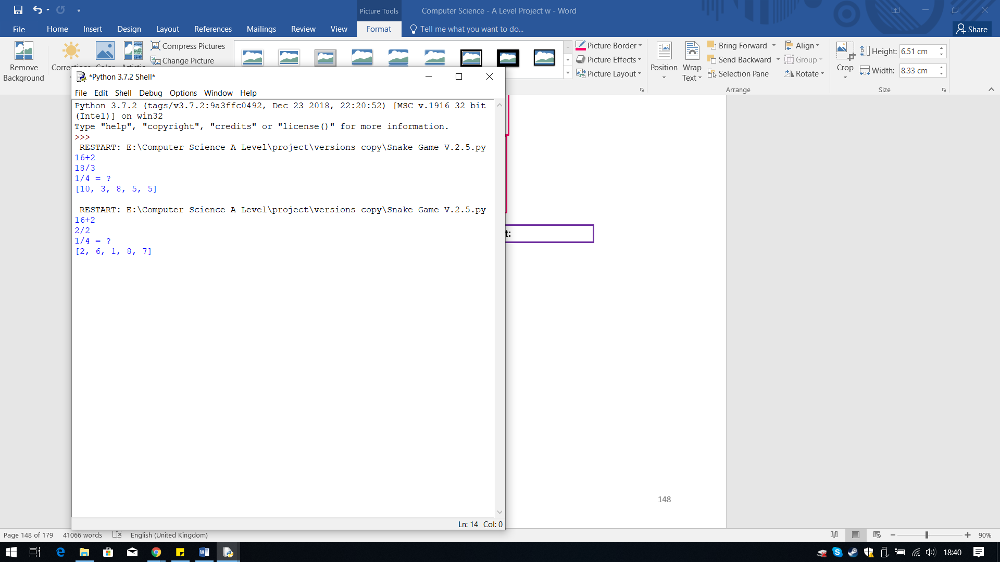 Picture Tools
Computer Science - A Level Project w - Word
File Home Insert Design Layout References Mailings Review View Format Tell me what you want to do... Share
Remove Background
Compress Pictures
Change Picture
Picture Border
Picture Effects
Picture Layout
Position
Wrap Text
Bring Forward
Send Backward
Selection Pane
Align
Group
Rotate
Arrange
Crop
Height: 6.51 cm
Width: 8.33 cm
Size
*Python 3.7.2 Shell*
File Edit Shell Debug Options Window Help
Python 3.7.2 (tags/v3.7.2:9a3ffc0492, Dec 23 2018, 22:20:52) [MSC v.1916 32 bit
(Intel)] on win32
Type "help", "copyright", "credits" or "license()" for more information.
>>>
RESTART: E:\Computer Science A Level\project\versions copy\Snake Game V.2.5.py
16+2
18/3
1/4 = ?
[10, 3, 8, 5, 5]
RESTART: E:\Computer Science A Level\project\versions copy\Snake Game V.2.5.py
16+2
2/2
1/4 = ?
[2, 6, 1, 8, 7]
t:
148
Ln: 14 Col: 0
Page 148 of 179 41066 words English (United Kingdom) 90%
18:40